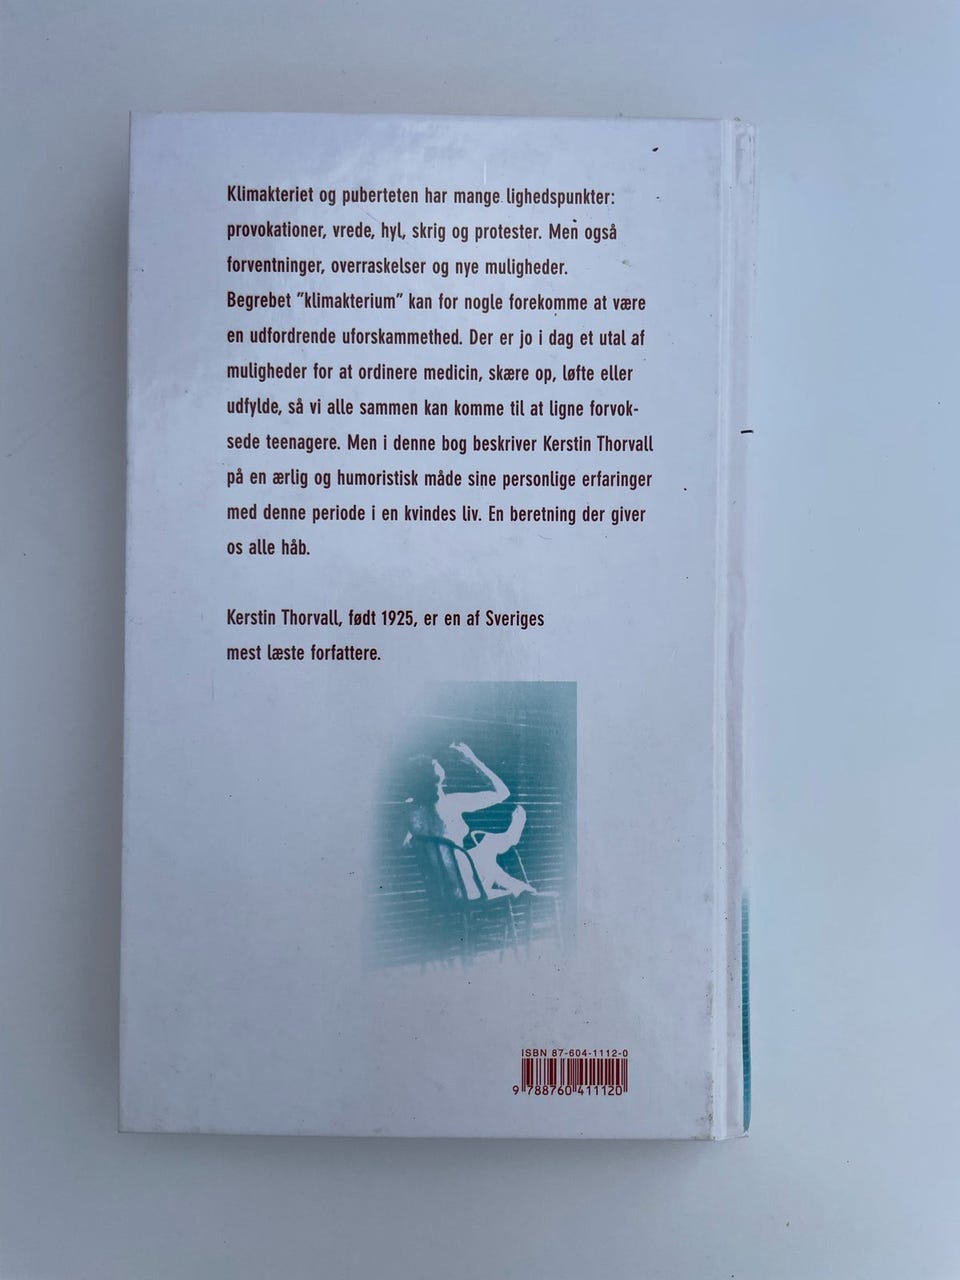 Klimakteriet og puberteten har mange lighedspunkter:
provokationer, vrede, hyl, skrig og protester. Men også
forventninger, overraskelser og nye muligheder.
Begrebet ”klimakterium” kan for nogle forekomme at være
en udfordrende uforskammethed. Der er jo i dag et utal af
muligheder for at ordinere medicin, skære op, løfte eller
udfylde, så vi alle sammen kan komme til at ligne forvok-
sede teenagere. Men i denne bog beskriver Kerstin Thorvall
på en ærlig og humoristisk måde sine personlige erfaringer
med denne periode i en kvindes liv. En beretning der giver
os alle håb.
Kerstin Thorvall, født 1925, er en af Sveriges
mest læste forfattere.
ISBN 87-604-1112-0
9 788760 411120